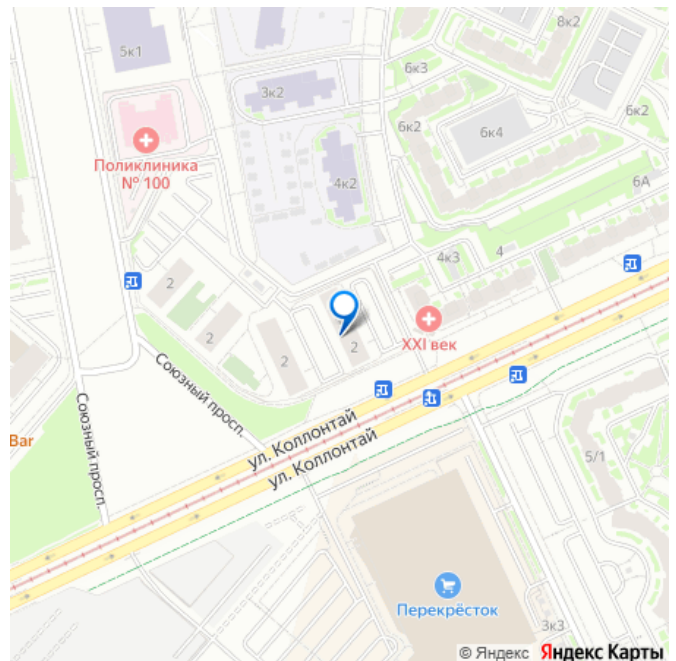 8к2
5к1
6к3
3к2
6к2
6к2
6к4
Поликлиника
№ 100
4к2
6А
4к3
4
2
2
2
2
XXI век
Союзный просп.
Союзный просп.
ул. Коллонтай
ул. Коллонтай
Bar
5/1
Перекрёсток
3к3
© Яндекс Яндекс Карты